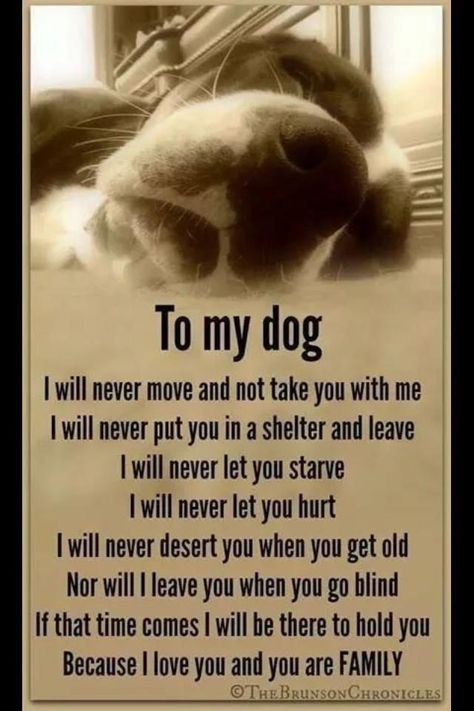 To my dog
I will never move and not take you with me
I will never put you in a shelter and leave
I will never let you starve
I will never let you hurt
I will never desert you when you get old
Nor will I leave you when you go blind
If that time comes I will be there to hold you
Because I love you and you are FAMILY
©TheBrunsonChronicles